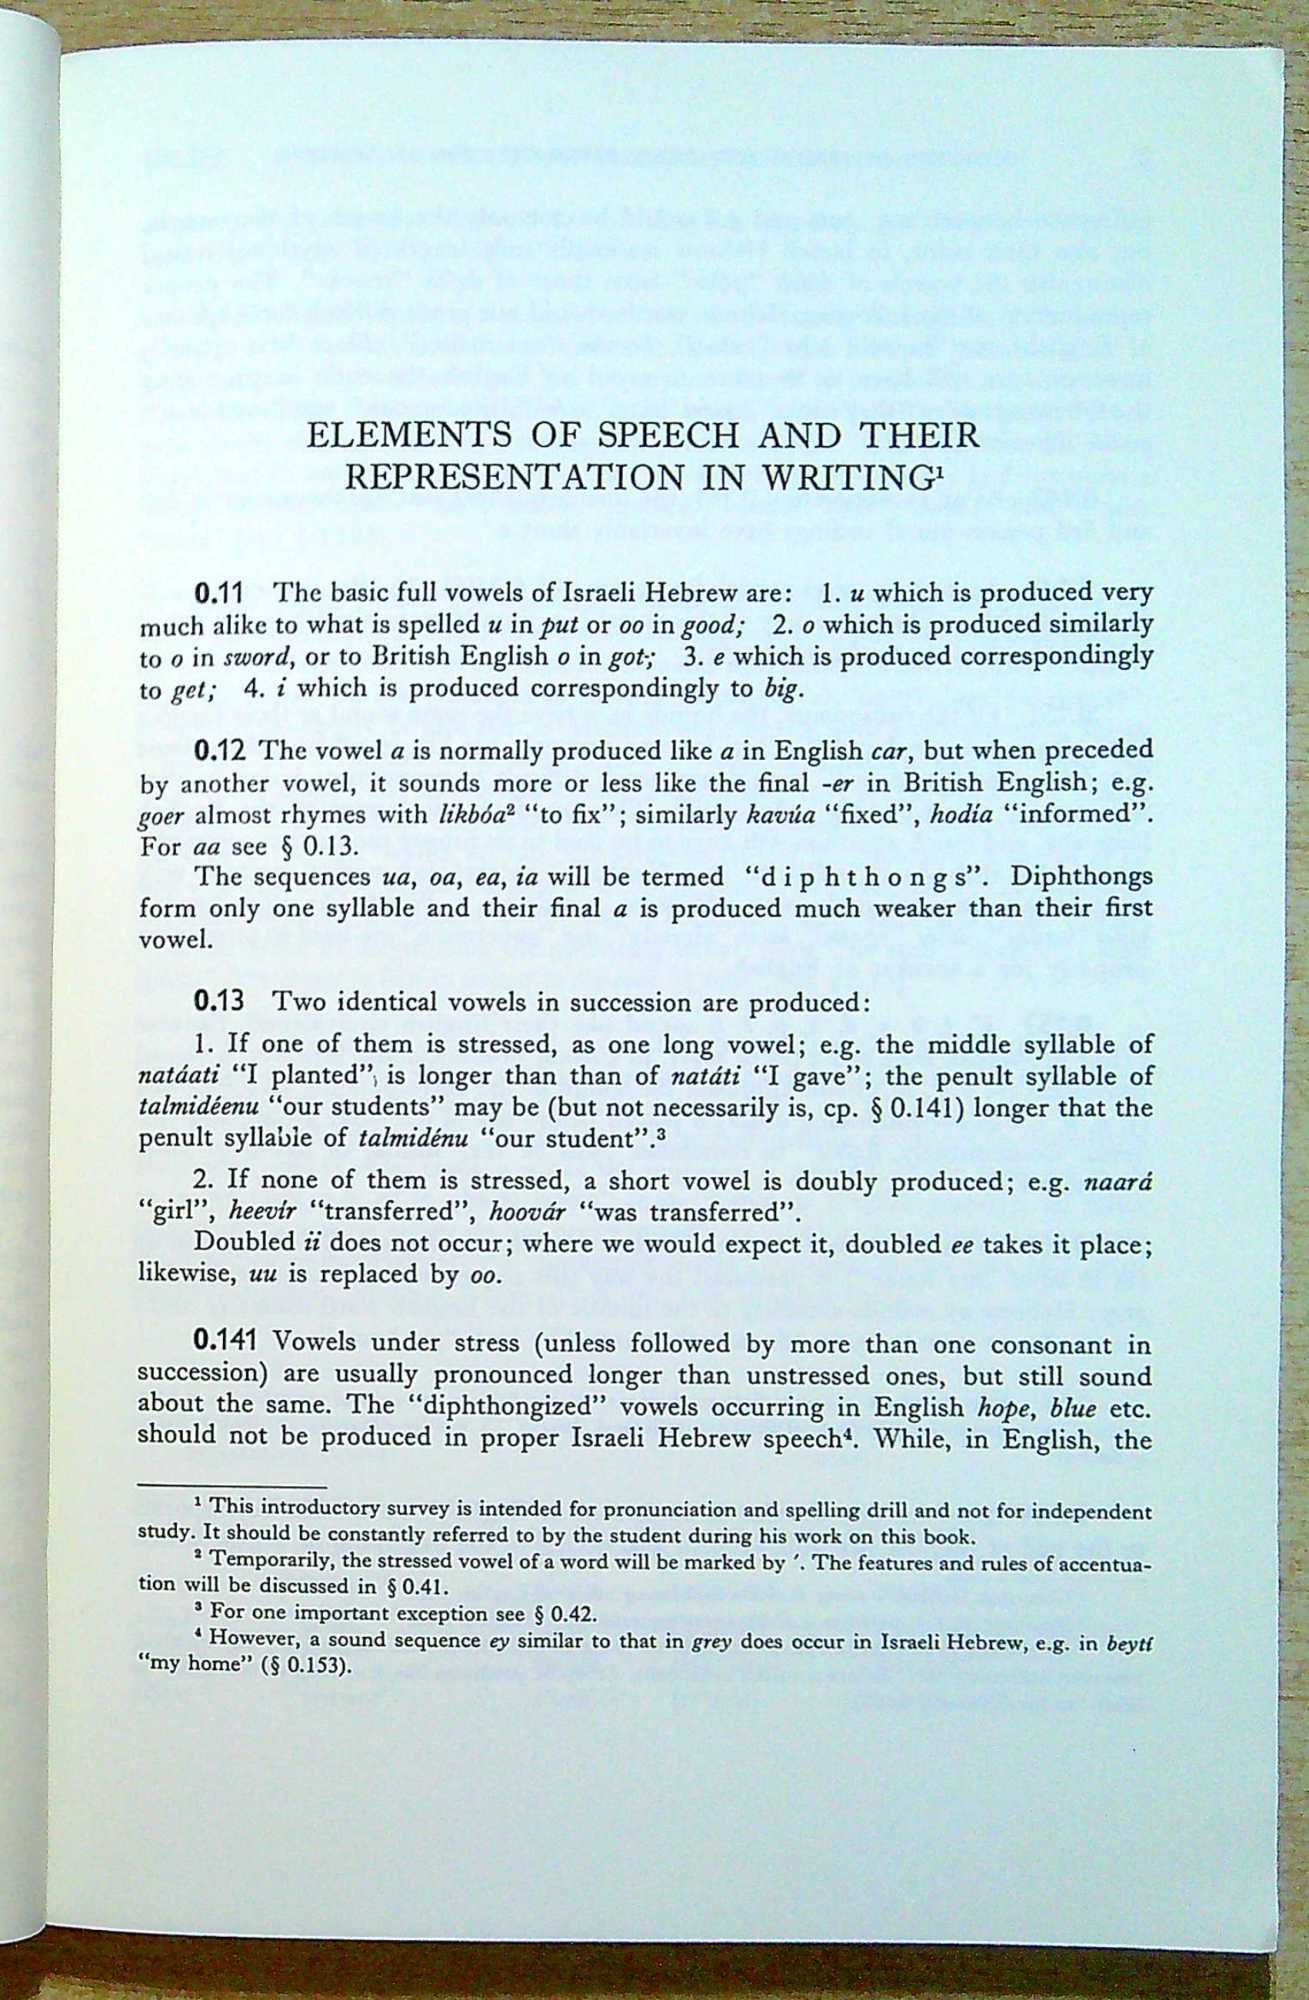 ELEMENTS OF SPEECH AND THEIR
REPRESENTATION IN WRITING¹
0.11 The basic full vowels of Israeli Hebrew are: 1. u which is produced very
much alike to what is spelled u in put or oo in good; 2. o which is produced similarly
to o in sword, or to British English o in got; 3. e which is produced correspondingly
to get; 4. i which is produced correspondingly to big.
0.12 The vowel a is normally produced like a in English car, but when preceded
by another vowel, it sounds more or less like the final -er in British English; e.g.
goer almost rhymes with likbóa² “to fix”; similarly kavúa “fixed”, hodía “informed”.
For aa see § 0.13.
The sequences ua, oa, ea, ia will be termed “diphthongs”. Diphthongs
form only one syllable and their final a is produced much weaker than their first
vowel.
0.13 Two identical vowels in succession are produced:
1. If one of them is stressed, as one long vowel; e.g. the middle syllable of
natáati “I planted”, is longer than than of natáti “I gave”; the penult syllable of
talmidéenu “our students” may be (but not necessarily is, cp. § 0.141) longer that the
penult syllable of talmidénu “our student”.³
2. If none of them is stressed, a short vowel is doubly produced; e.g. naará
“girl”, heevír “transferred”, hoovár “was transferred”.
Doubled ii does not occur; where we would expect it, doubled ee takes it place;
likewise, uu is replaced by oo.
0.141 Vowels under stress (unless followed by more than one consonant in
succession) are usually pronounced longer than unstressed ones, but still sound
about the same. The “diphthongized” vowels occurring in English hope, blue etc.
should not be produced in proper Israeli Hebrew speech⁴. While, in English, the
¹ This introductory survey is intended for pronunciation and spelling drill and not for independent
study. It should be constantly referred to by the student during his work on this book.
² Temporarily, the stressed vowel of a word will be marked by ´. The features and rules of accentua-
tion will be discussed in § 0.41.
³ For one important exception see § 0.42.
⁴ However, a sound sequence ey similar to that in grey does occur in Israeli Hebrew, e.g. in beytí
“my home” (§ 0.153).